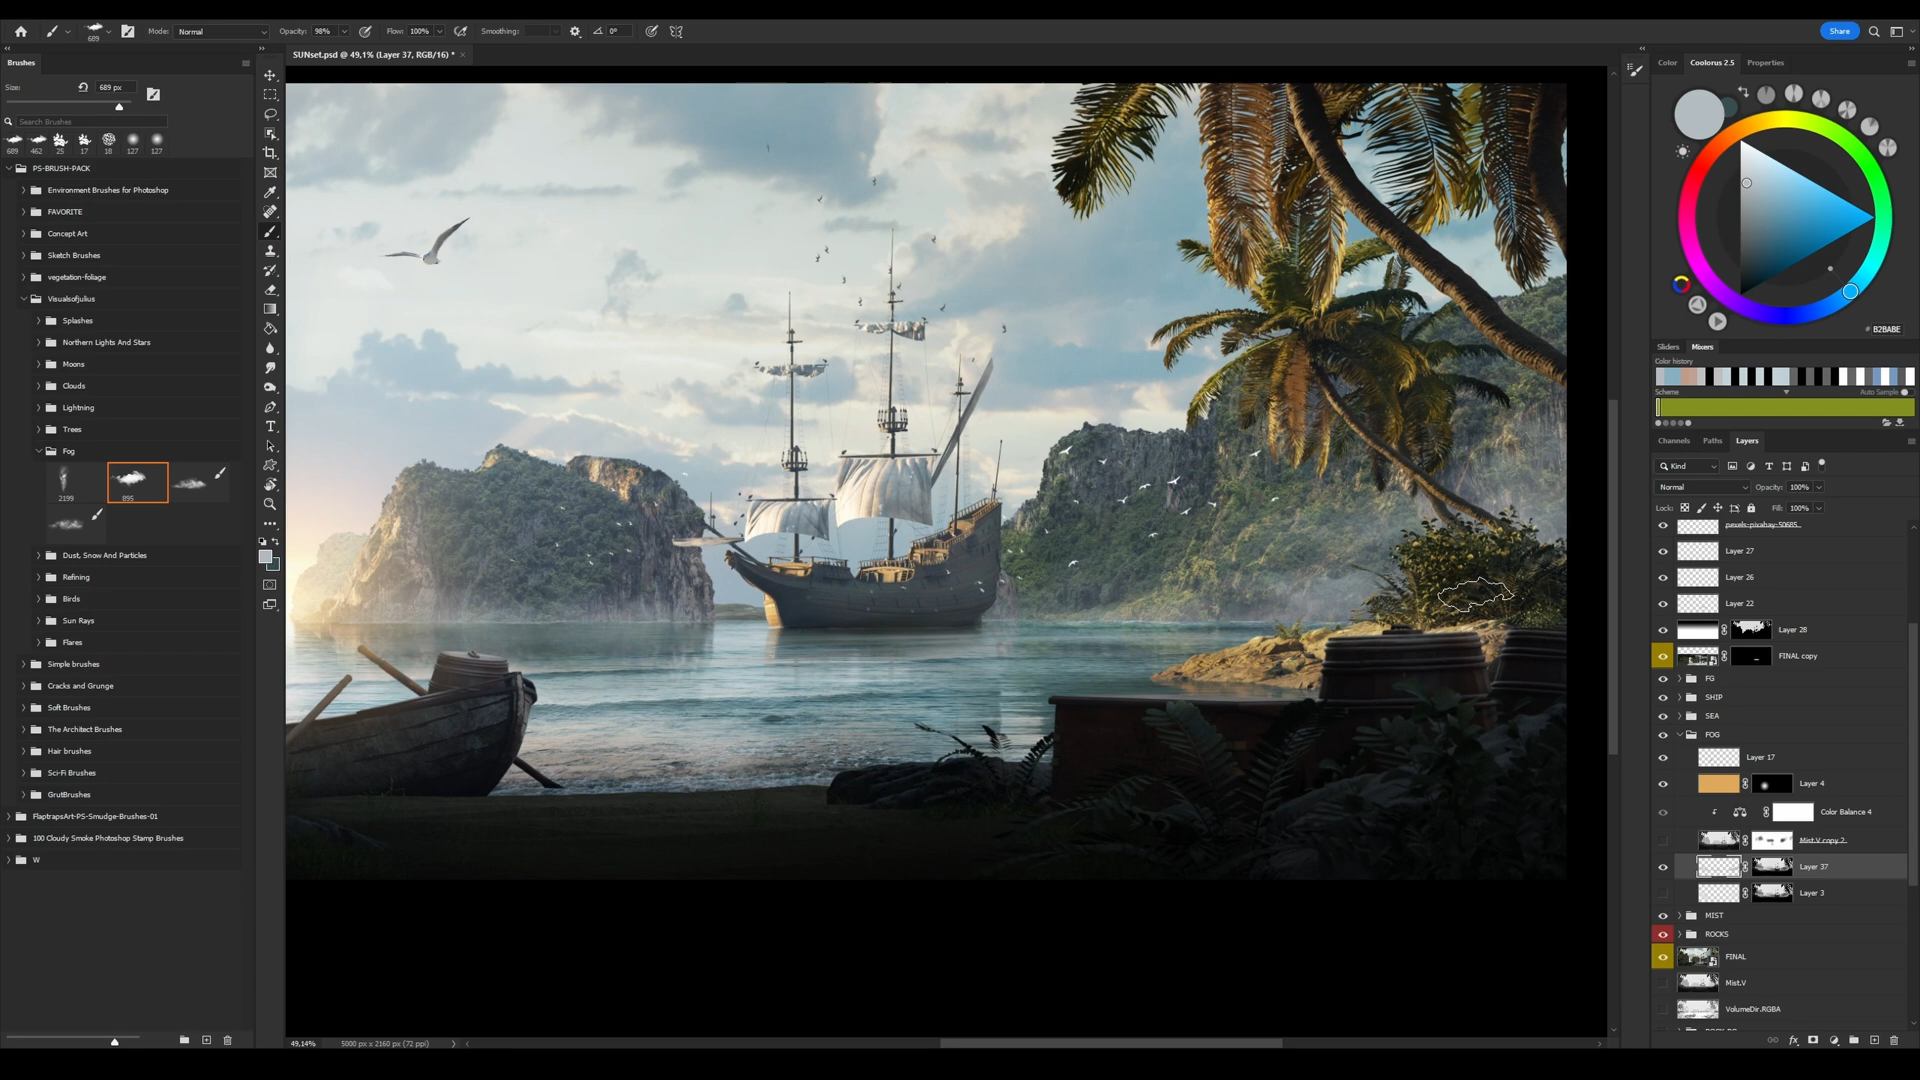 689
Mode:
Normal
Opacity: 98%
Flow: 100%
Smoothing:
0°
Share
Brushes
Size:
689 px
Search Brushes
689 462 25 17 18 127 127
PS-BRUSH-PACK
Environment Brushes for Photoshop
FAVORITE
Concept Art
Sketch Brushes
vegetation-foliage
Visualsofjulius
Splashes
Northern Lights And Stars
Moons
Clouds
Lightning
Trees
Fog
2199
895
Dust, Snow And Particles
Refining
Birds
Sun Rays
Flares
Simple brushes
Cracks and Grunge
Soft Brushes
The Architect Brushes
Hair brushes
Sci-Fi Brushes
GrutBrushes
FlaptrapsArt-PS-Smudge-Brushes-01
100 Cloudy Smoke Photoshop Stamp Brushes
W
SUNset.psd @ 49,1% (Layer 37, RGB/16) *
49,14%
5000 px x 2160 px (72 ppi)
Color
Coolorus 2.5
Properties
# B2BABE
Sliders
Mixers
Color history
Scheme
Auto Sample
Channels
Paths
Layers
Kind
Normal
Opacity: 100%
Lock:
Fill: 100%
pexels-pixabay-50685...
Layer 27
Layer 26
Layer 22
Layer 28
FINAL copy
FG
SHIP
SEA
FOG
Layer 17
Layer 4
Color Balance 4
Mist.V copy 2
Layer 37
Layer 3
MIST
ROCKS
FINAL
Mist.V
VolumeDir.RGBA